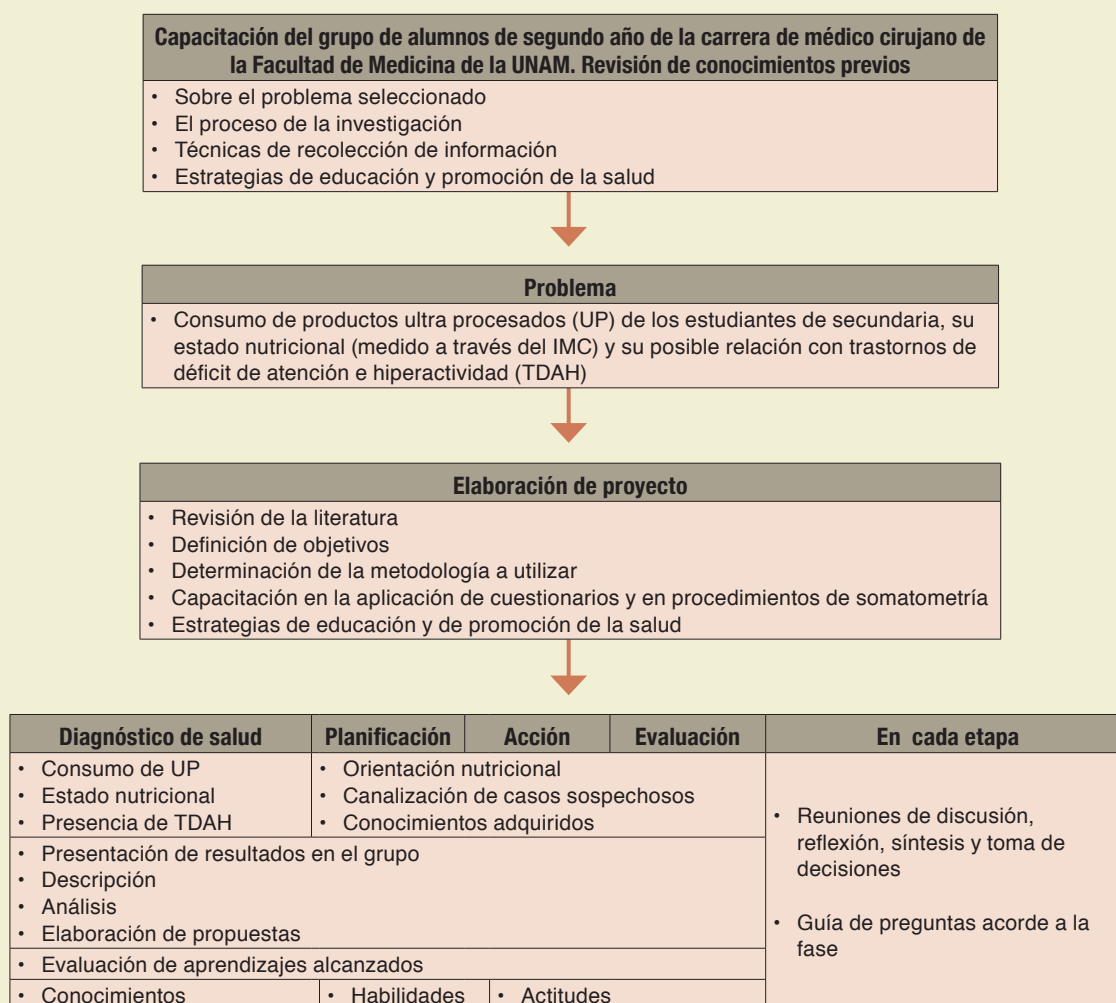 Capacitación del grupo de alumnos de segundo año de la carrera de médico cirujano de
la Facultad de Medicina de la UNAM. Revisión de conocimientos previos
• Sobre el problema seleccionado
• El proceso de la investigación
• Técnicas de recolección de información
• Estrategias de educación y promoción de la salud
Problema
• Consumo de productos ultra procesados (UP) de los estudiantes de secundaria, su
estado nutricional (medido a través del IMC) y su posible relación con trastornos de
déficit de atención e hiperactividad (TDAH)
Elaboración de proyecto
• Revisión de la literatura
• Definición de objetivos
• Determinación de la metodología a utilizar
• Capacitación en la aplicación de cuestionarios y en procedimientos de somatometría
• Estrategias de educación y de promoción de la salud
Diagnóstico de salud Planificación Acción Evaluación En cada etapa
• Consumo de UP
• Estado nutricional
• Presencia de TDAH
• Orientación nutricional
• Canalización de casos sospechosos
• Conocimientos adquiridos
• Presentación de resultados en el grupo
• Descripción
• Análisis
• Elaboración de propuestas
• Evaluación de aprendizajes alcanzados
• Conocimientos • Habilidades • Actitudes
• Reuniones de discusión,
reflexión, síntesis y toma de
decisiones
• Guía de preguntas acorde a la
fase